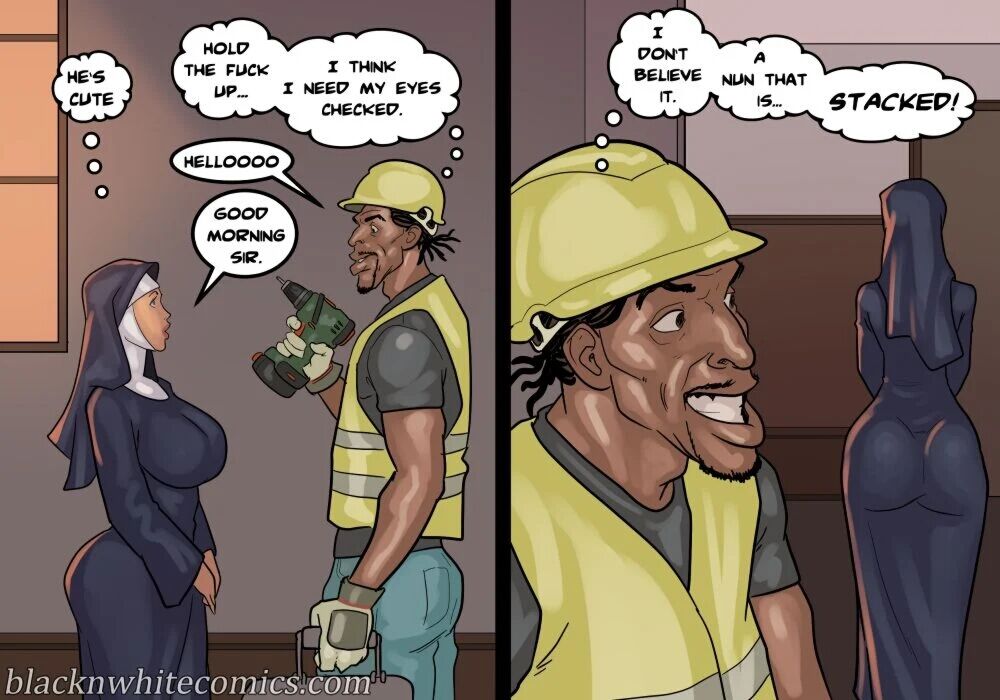 HE'S
CUTE
HOLD
THE FUCK
UP...
I THINK
I NEED MY EYES
CHECKED.
HELLOOOO
GOOD
MORNING
SIR.
I
DON'T
BELIEVE
IT.
A
NUN THAT
IS...
STACKED!
blacknwhitecomics.com